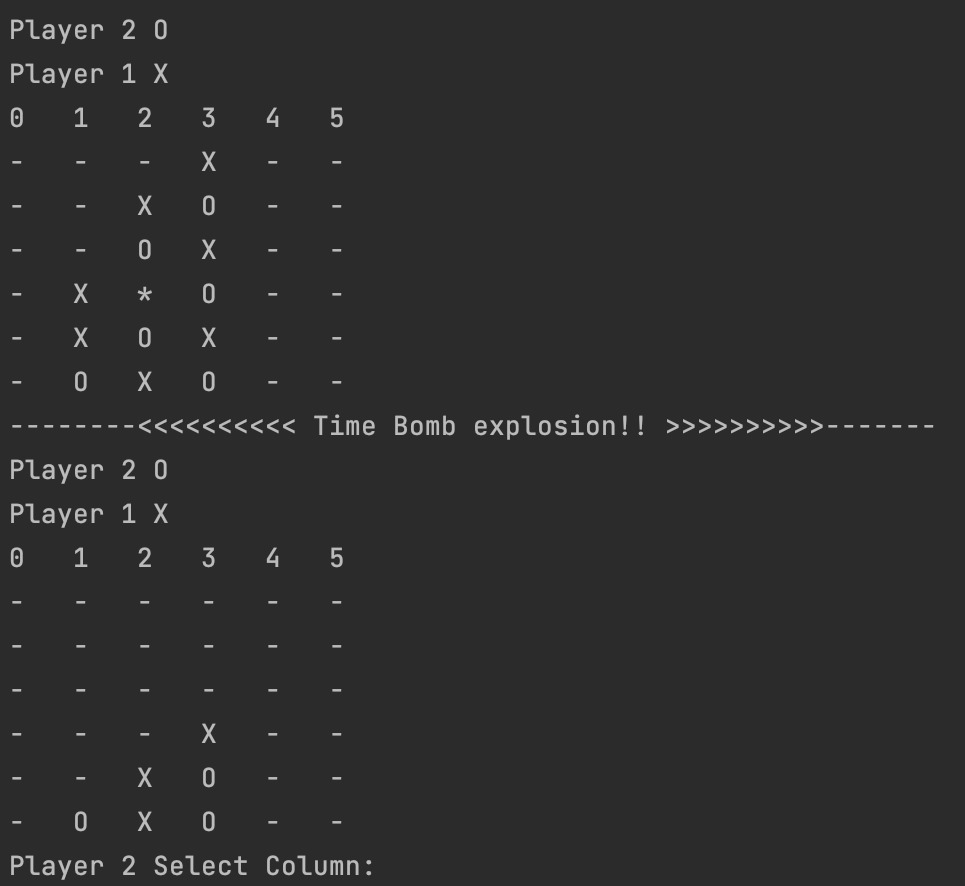 Player 2 O
Player 1 X
0 1 2 3 4 5
- - - X - -
- - X O - -
- - O X - -
- X * O - -
- X O X - -
- O X O - -
--------<<<<<<<<<< Time Bomb explosion!! >>>>>>>>>>-------
Player 2 O
Player 1 X
0 1 2 3 4 5
- - - - - -
- - - - - -
- - - - - -
- - - X - -
- - X O - -
- O X O - -
Player 2 Select Column: